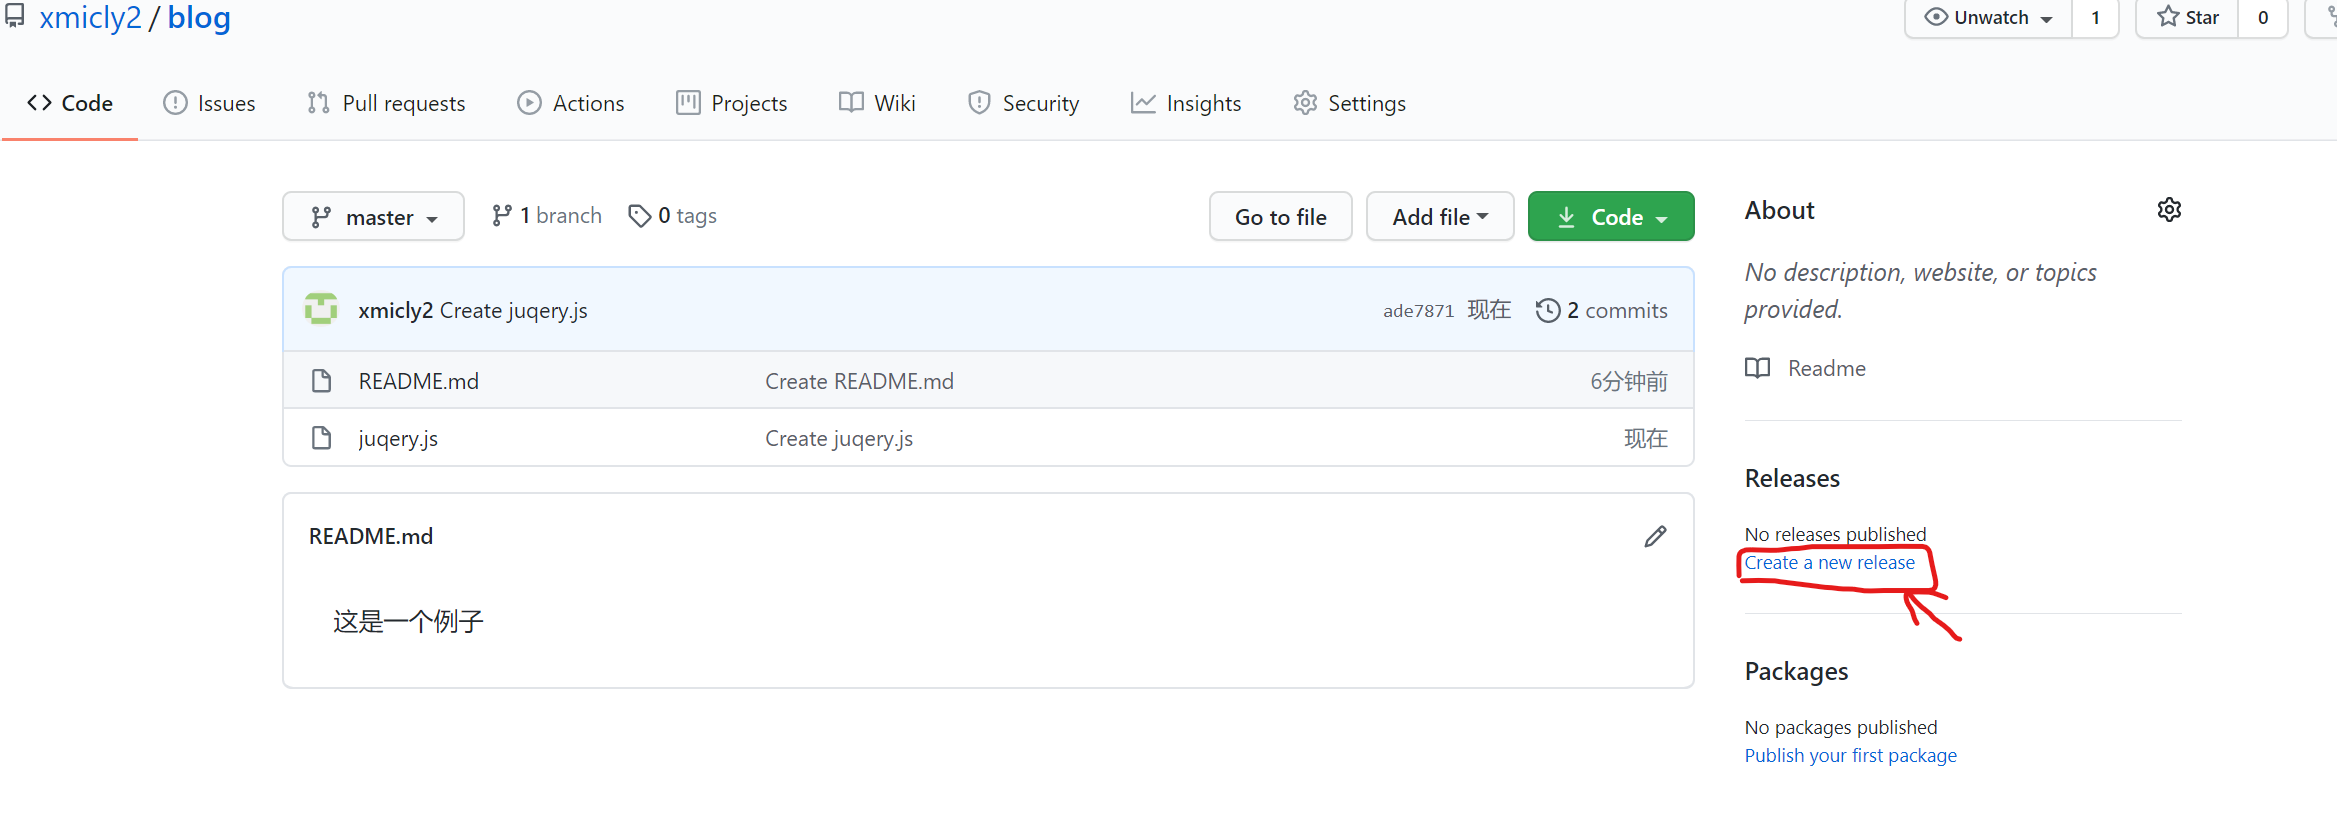 xmicly2 / blog
Unwatch 1 Star 0
Code Issues Pull requests Actions Projects Wiki Security Insights Settings
master 1 branch 0 tags Go to file Add file Code
xmicly2 Create juqery.js ade7871 现在 2 commits
README.md Create README.md 6分钟前
juqery.js Create juqery.js 现在
README.md
这是一个例子
About
No description, website, or topics
provided.
Readme
Releases
No releases published
Create a new release
Packages
No packages published
Publish your first package